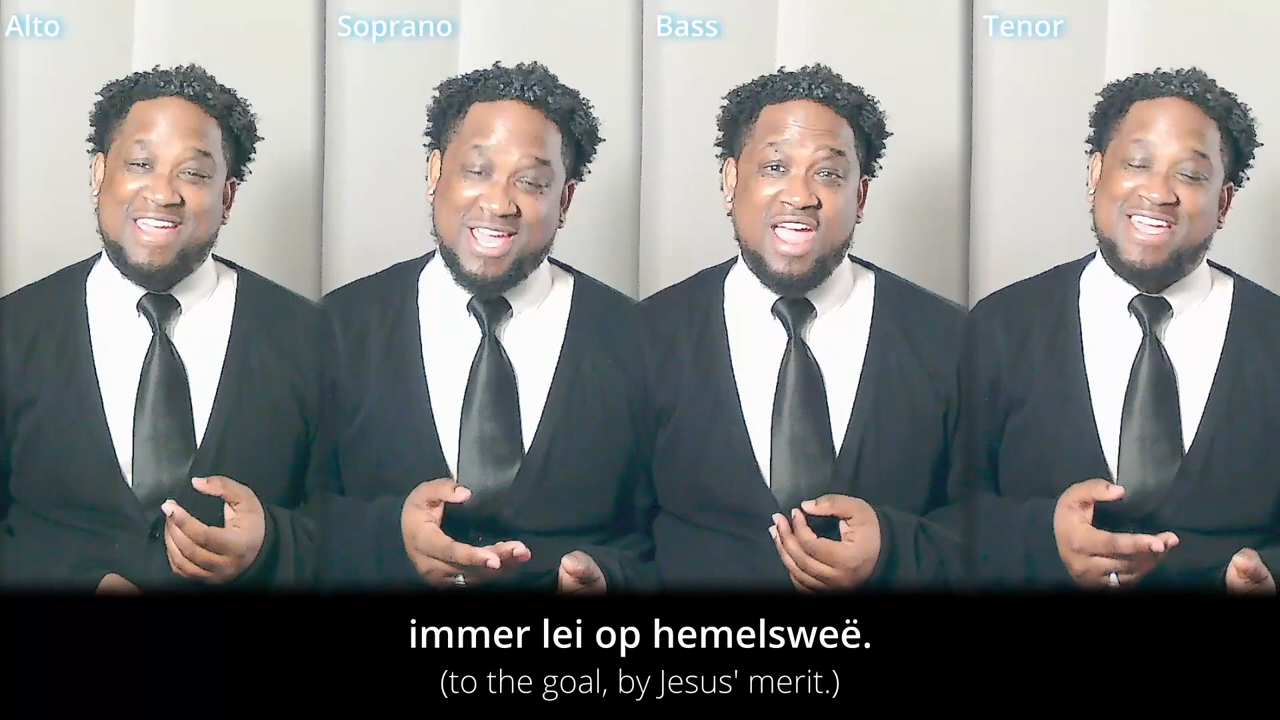 Alto
Soprano
Bass
Tenor
immer lei op hemelsweë.
(to the goal, by Jesus' merit.)